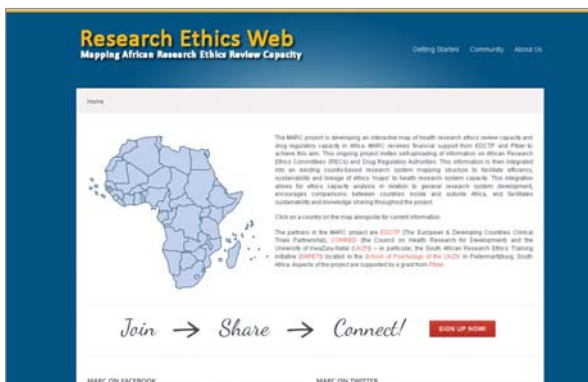 Research Ethics Web
Mapping African Research Ethics Review Capacity
Getting Started Community About Us
Home
The MARC project is developing an interactive map of health research ethics review capacity and
drug regulatory capacity in Africa. MARC receives financial support from EDCTP and Pfizer to
achieve this aim. This ongoing project invites self-uploading of information on African Research
Ethics Committees (RECs) and Drug Regulatory Authorities. This information is then integrated
into an existing country-based research system mapping structure to facilitate efficiency,
sustainability and linkage of ethics 'maps' to health research system capacity. This integration
allows for ethics capacity analysis in relation to general research system development,
encourages comparisons between countries inside and outside Africa, and facilitates
sustainability and knowledge sharing throughout the project.
Click on a country on the map alongside for current information.
The partners in the MARC project are EDCTP (The European & Developing Countries Clinical
Trials Partnership), COHRED (the Council on Health Research for Development) and the
University of KwaZulu-Natal (UKZN) – in particular, the South African Research Ethics Training
Initiative (SARETI) located in the School of Psychology of the UKZN in Pietermaritzburg, South
Africa. Aspects of the project are supported by a grant from Pfizer.
Join → Share → Connect! SIGN UP NOW!
MARC ON FACEBOOK MARC ON TWITTER